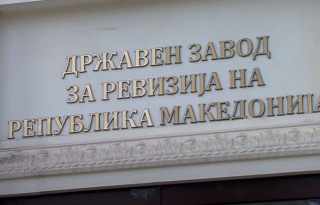 ДРЖАВЕН ЗАВОД
ЗА РЕВИЗИЈА НА
РЕПУБЛИКА МАКЕДОНИЈА